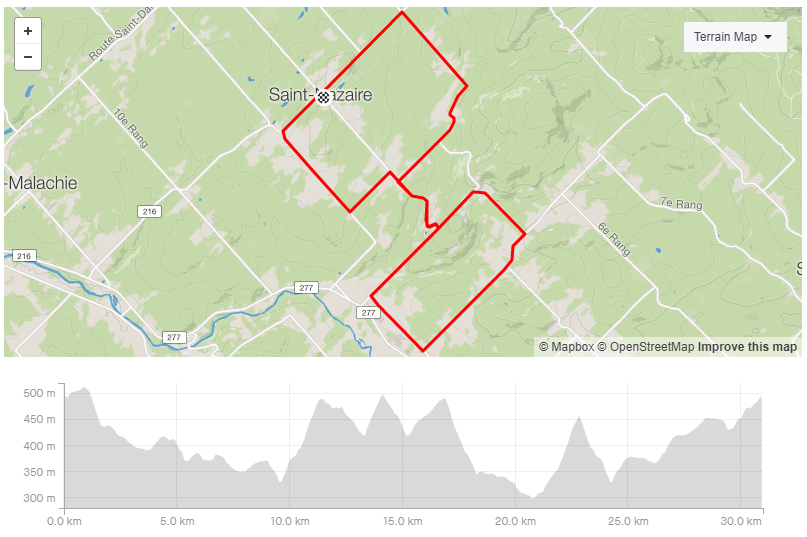 +
−
Terrain Map
Route Saint-Da
Saint-Nazaire
10e Rang
-Malachie
216
7e Rang
6e Rang
216
S
277
277
277
© Mapbox © OpenStreetMap Improve this map
500 m
450 m
400 m
350 m
300 m
0.0 km
5.0 km
10.0 km
15.0 km
20.0 km
25.0 km
30.0 km